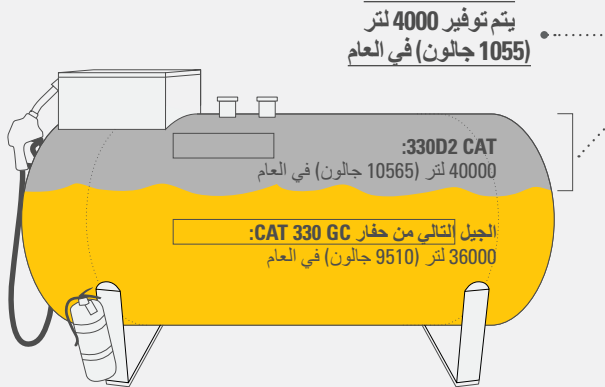 يتم توفير 4000 لتر
(1055 جالون) في العام
330D2 CAT:
40000 لتر (10565 جالون) في العام
الجيل التالي من حفار CAT 330 GC:
36000 لتر (9510 جالون) في العام